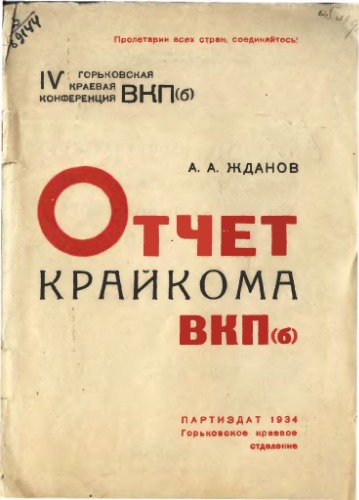 Пролетарии всех стран, соединяйтесь!
IV ГОРЬКОВСКАЯ
КРАЕВАЯ
КОНФЕРЕНЦИЯ ВКП(б)
А. А. ЖДАНОВ
ОТЧЕТ
КРАЙКОМА
ВКП(б)
ПАРТИЗДАТ 1934
Горьковское краевое
отделение